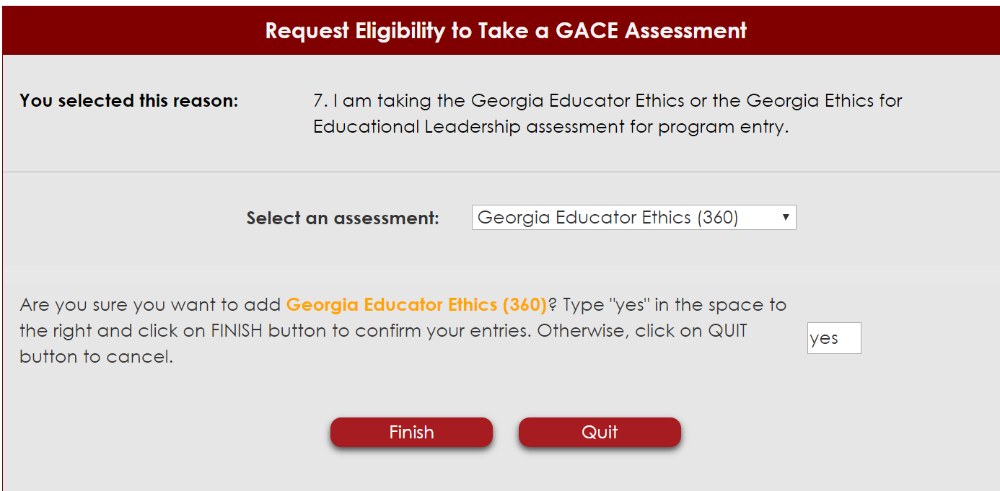 Request Eligibility to Take a GACE Assessment
You selected this reason:
7. I am taking the Georgia Educator Ethics or the Georgia Ethics for
Educational Leadership assessment for program entry.
Select an assessment:
Georgia Educator Ethics (360)
Are you sure you want to add Georgia Educator Ethics (360)? Type "yes" in the space to
the right and click on FINISH button to confirm your entries. Otherwise, click on QUIT
button to cancel.
yes
Finish
Quit